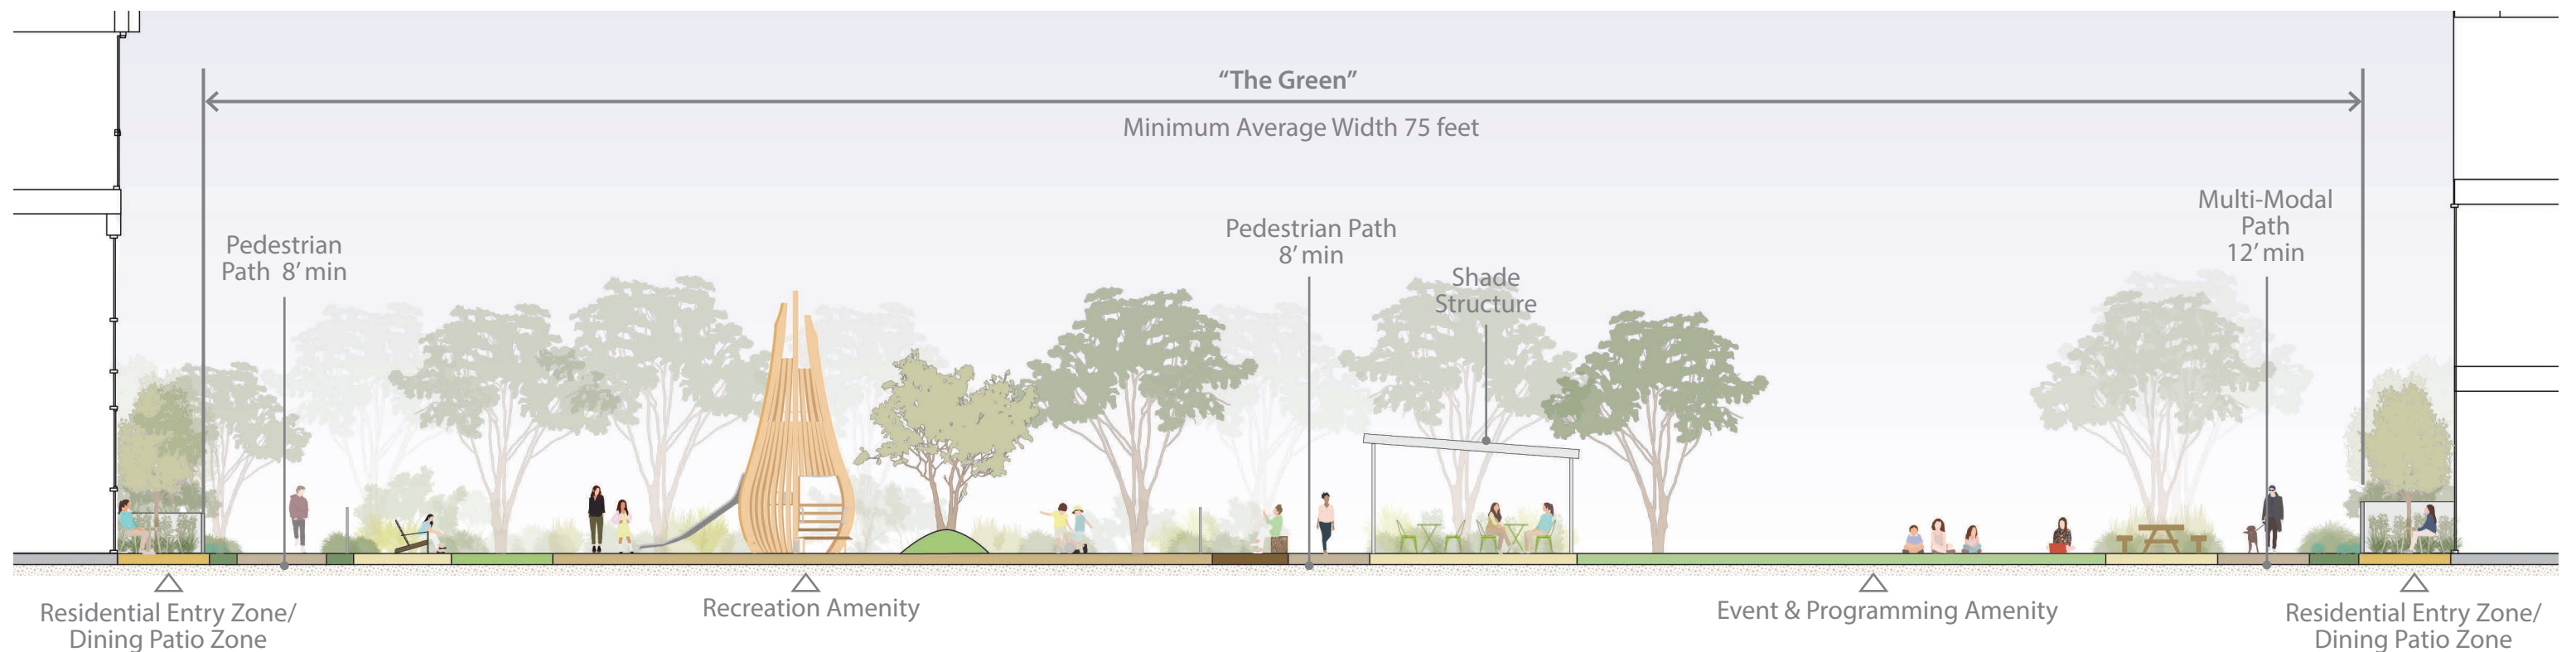 “The Green”
Minimum Average Width 75 feet
Pedestrian
Path 8’ min
Pedestrian Path
8’ min
Shade
Structure
Multi-Modal
Path
12’ min
Residential Entry Zone/
Dining Patio Zone
Recreation Amenity
Event & Programming Amenity
Residential Entry Zone/
Dining Patio Zone